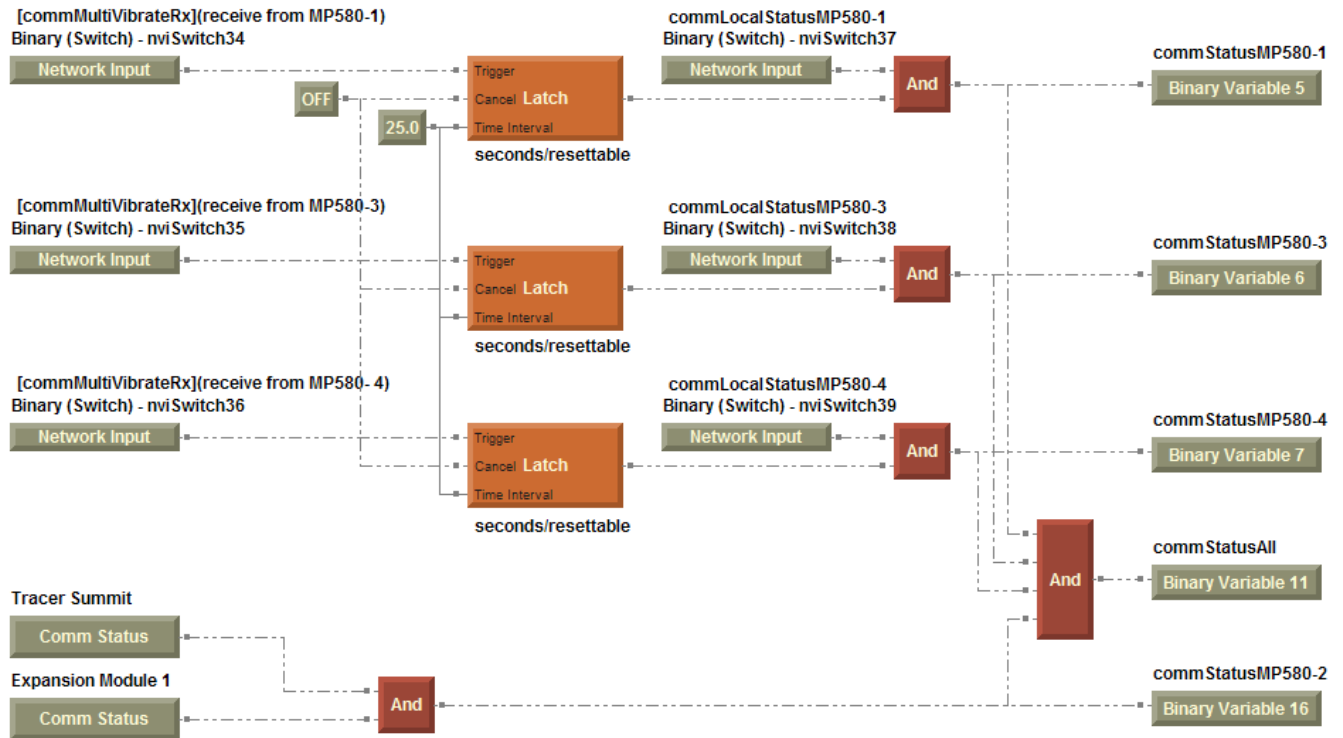 [commMultiVibrateRx](receive from MP580-1)
Binary (Switch) - nviSwitch34
Network Input
OFF
25.0
Trigger
Cancel Latch
Time Interval
seconds/resettable
commLocalStatusMP580-1
Binary (Switch) - nviSwitch37
Network Input
And
commStatusMP580-1
Binary Variable 5
[commMultiVibrateRx](receive from MP580-3)
Binary (Switch) - nviSwitch35
Network Input
Trigger
Cancel Latch
Time Interval
seconds/resettable
commLocalStatusMP580-3
Binary (Switch) - nviSwitch38
Network Input
And
commStatusMP580-3
Binary Variable 6
[commMultiVibrateRx](receive from MP580- 4)
Binary (Switch) - nviSwitch36
Network Input
Trigger
Cancel Latch
Time Interval
seconds/resettable
commLocalStatusMP580-4
Binary (Switch) - nviSwitch39
Network Input
And
commStatusMP580-4
Binary Variable 7
And
commStatusAll
Binary Variable 11
Tracer Summit
Comm Status
Expansion Module 1
Comm Status
And
commStatusMP580-2
Binary Variable 16